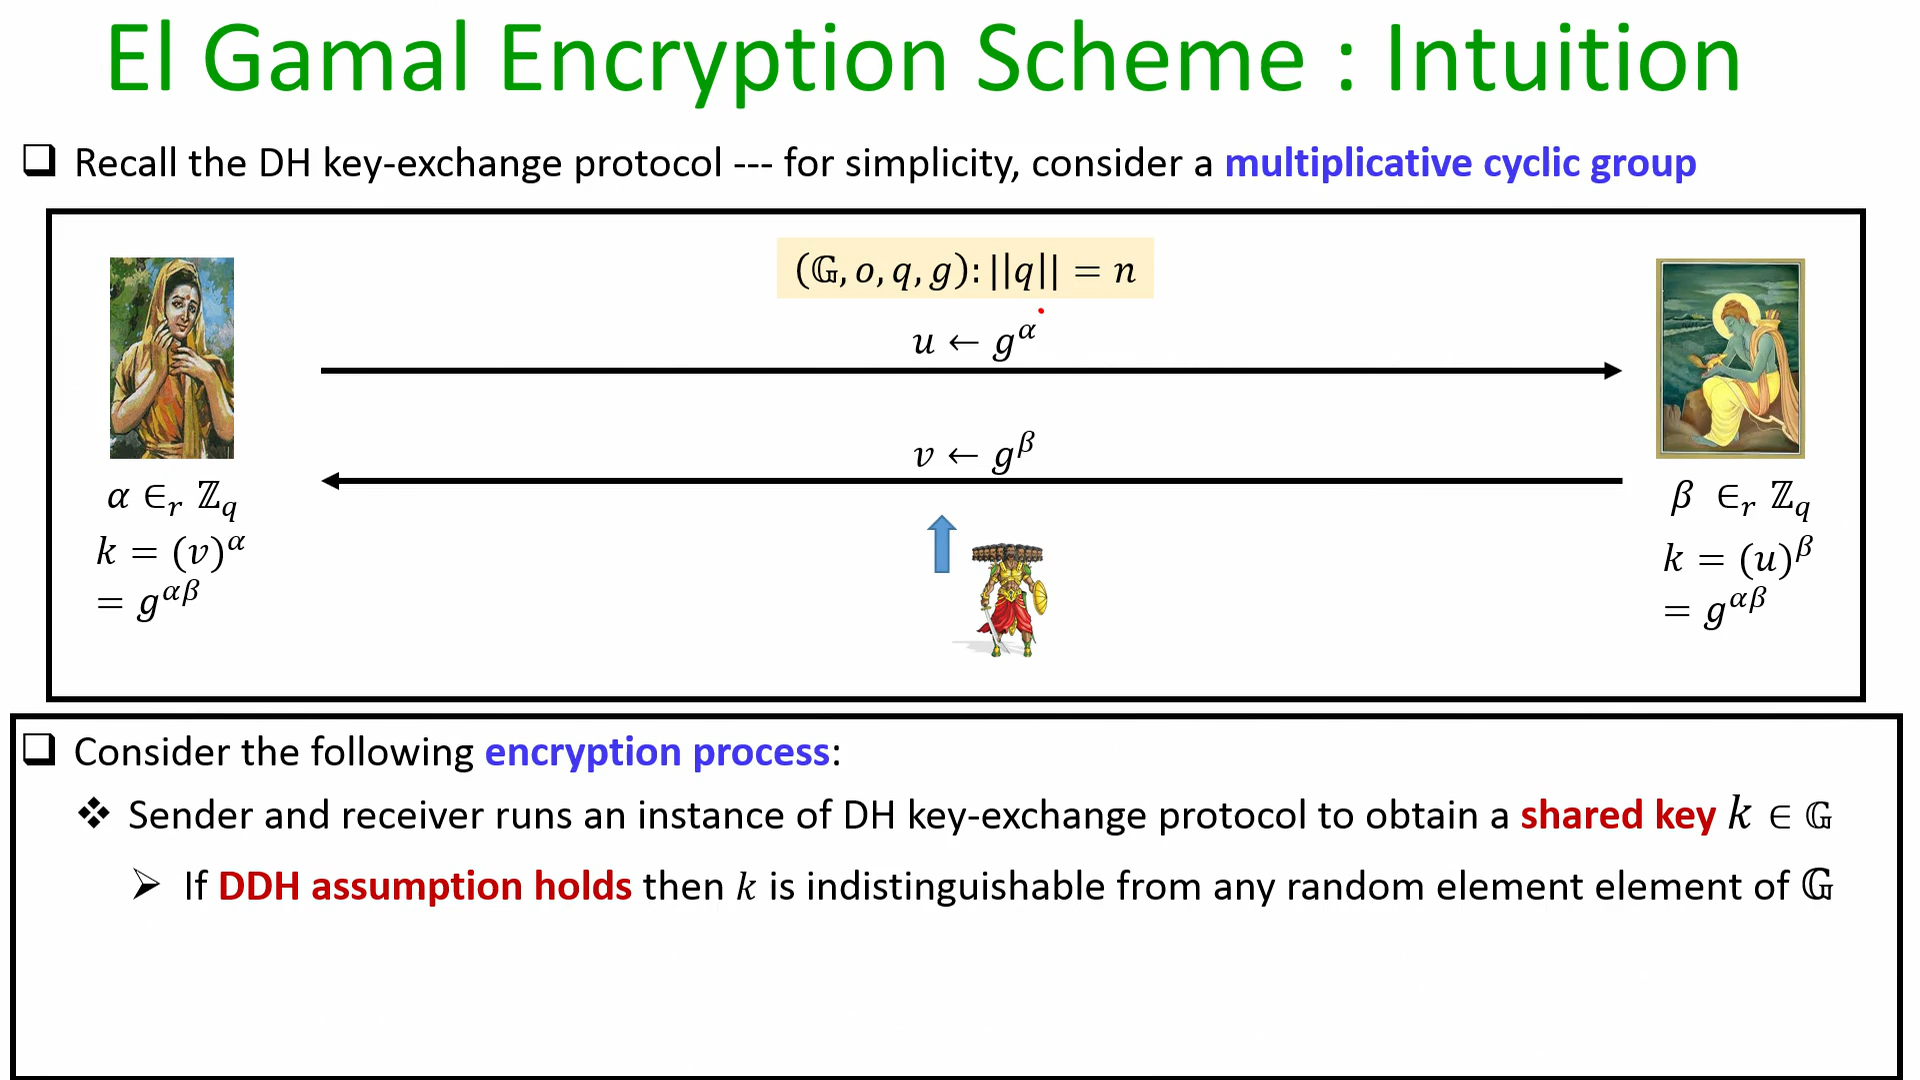 El Gamal Encryption Scheme : Intuition
Recall the DH key-exchange protocol --- for simplicity, consider a multiplicative cyclic group
(𝔾, o, q, g): ||q|| = n
u ← g^α
v ← g^β
α ∈_r ℤ_q
k = (v)^α
= g^{αβ}
β ∈_r ℤ_q
k = (u)^β
= g^{αβ}
Consider the following encryption process:
Sender and receiver runs an instance of DH key-exchange protocol to obtain a shared key k ∈ 𝔾
If DDH assumption holds then k is indistinguishable from any random element element of 𝔾